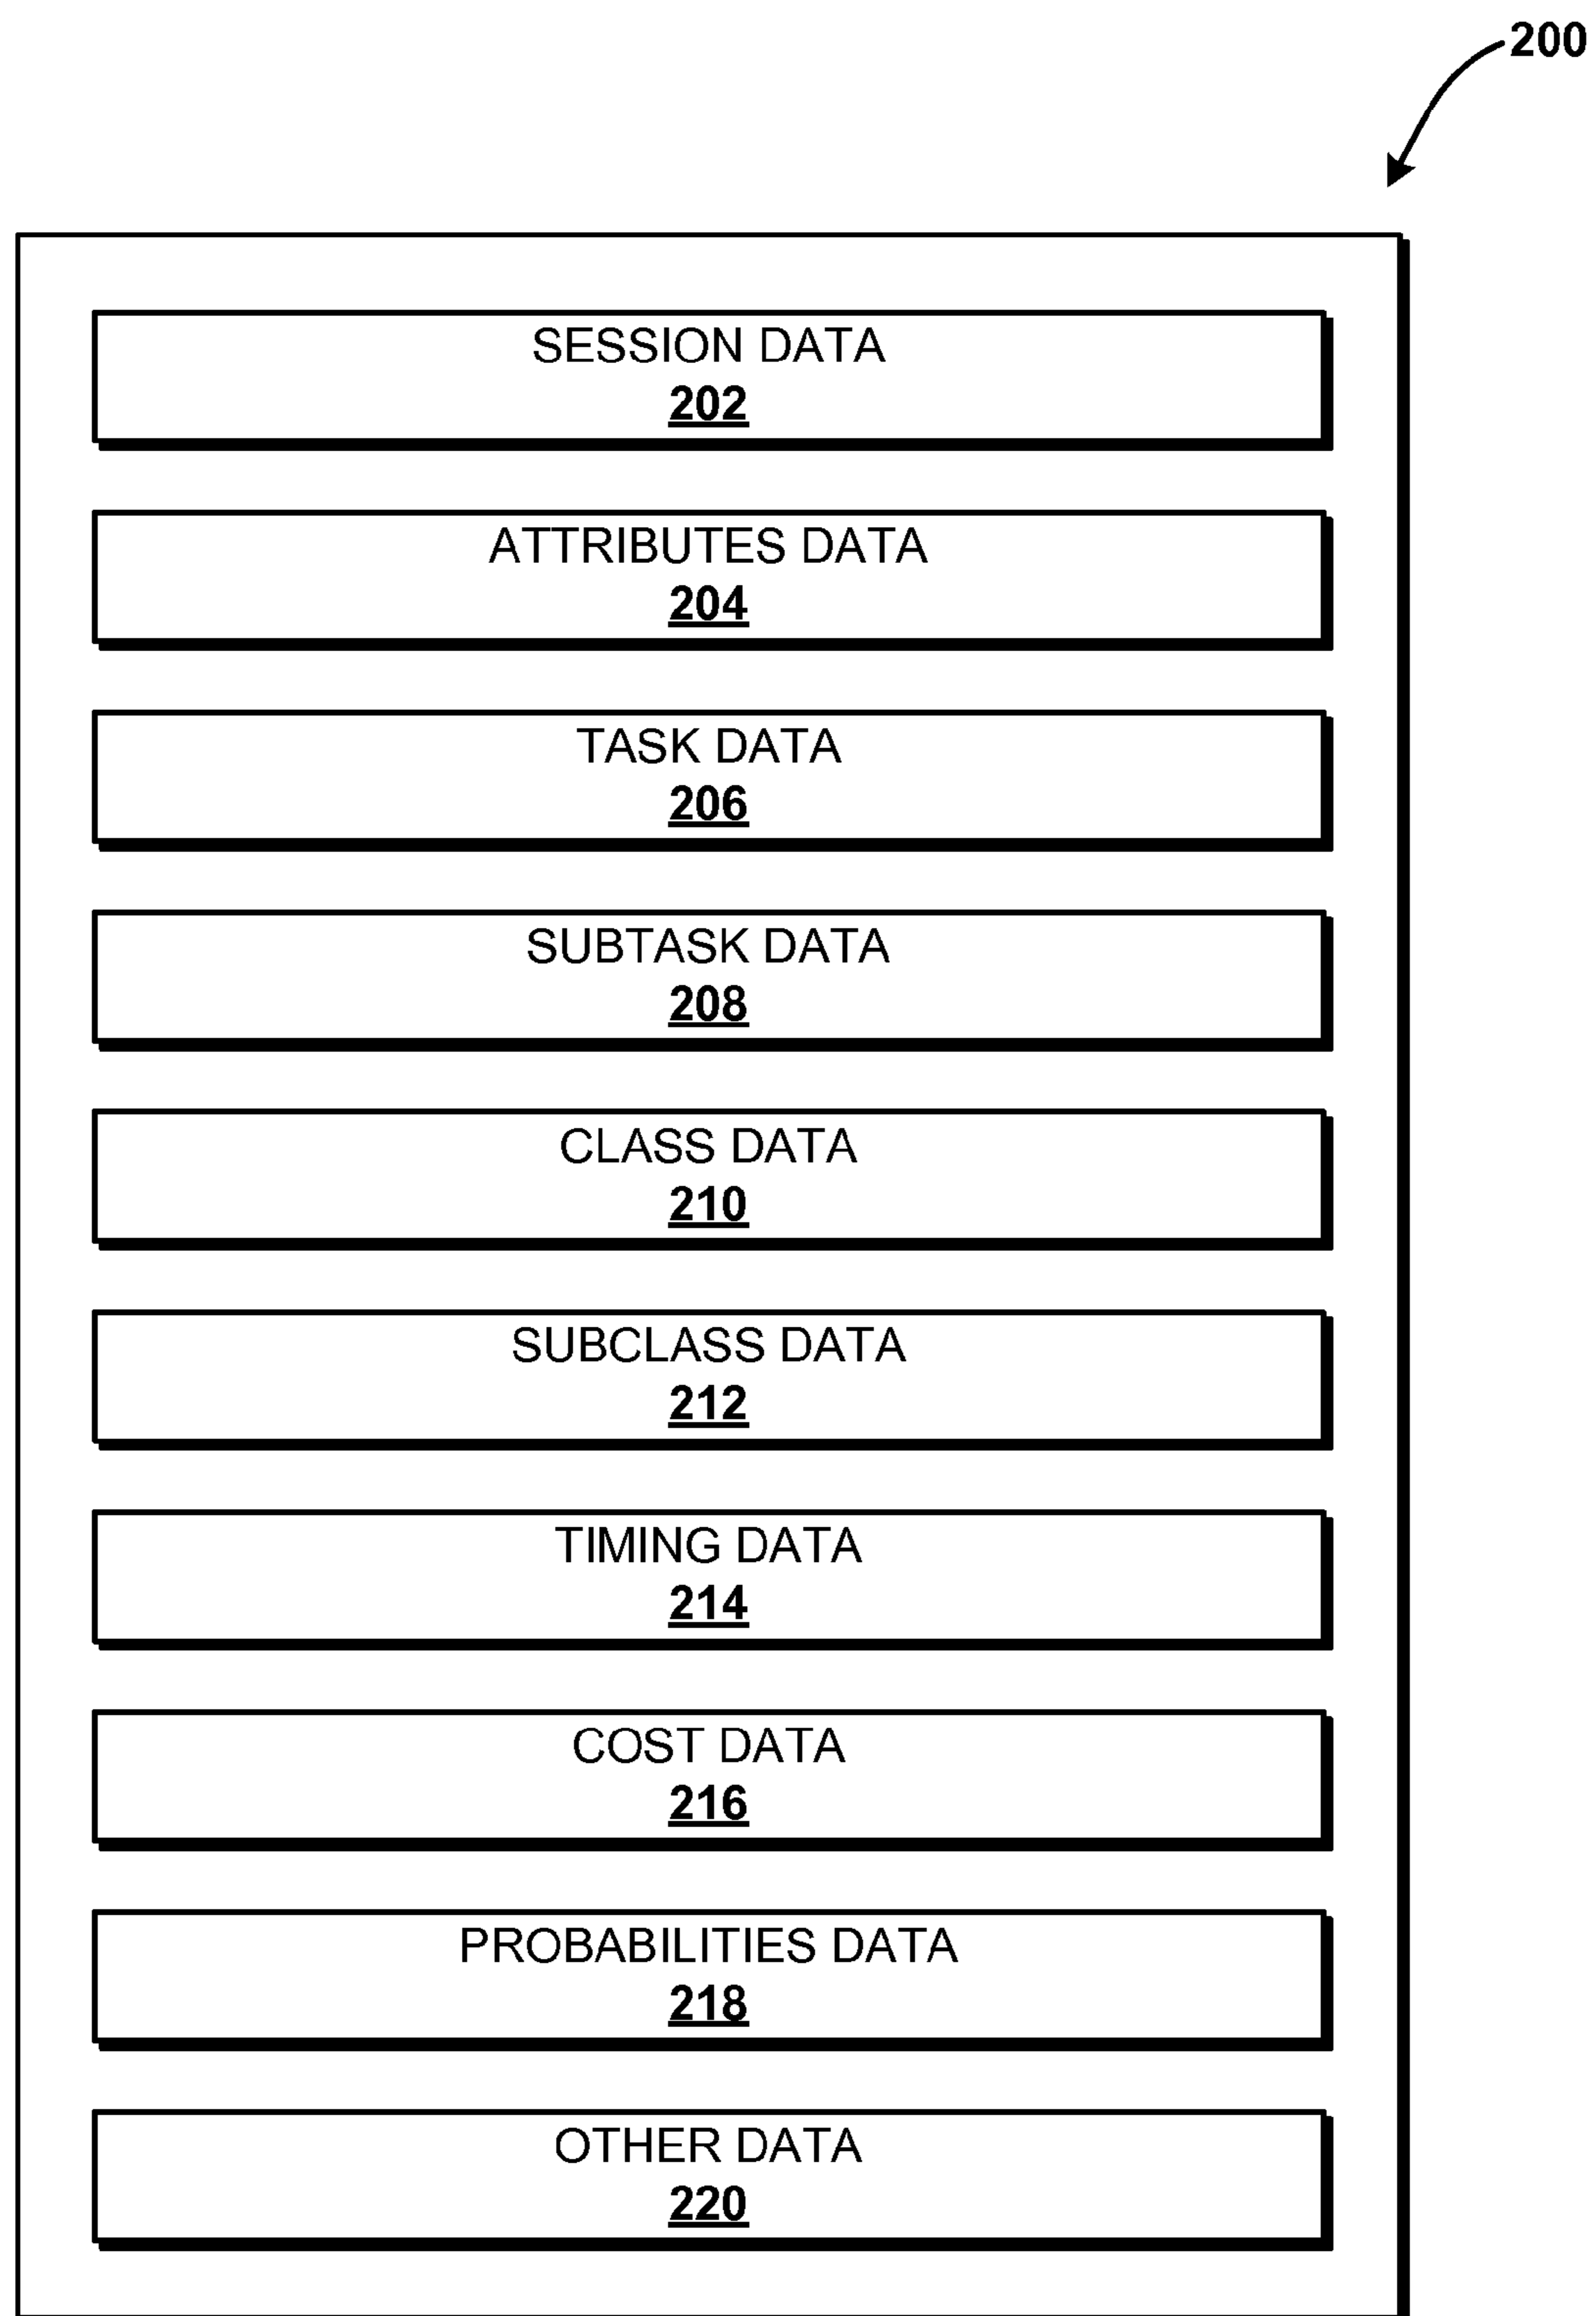 200
SESSION DATA
202
ATTRIBUTES DATA
204
TASK DATA
206
SUBTASK DATA
208
CLASS DATA
210
SUBCLASS DATA
212
TIMING DATA
214
COST DATA
216
PROBABILITIES DATA
218
OTHER DATA
220